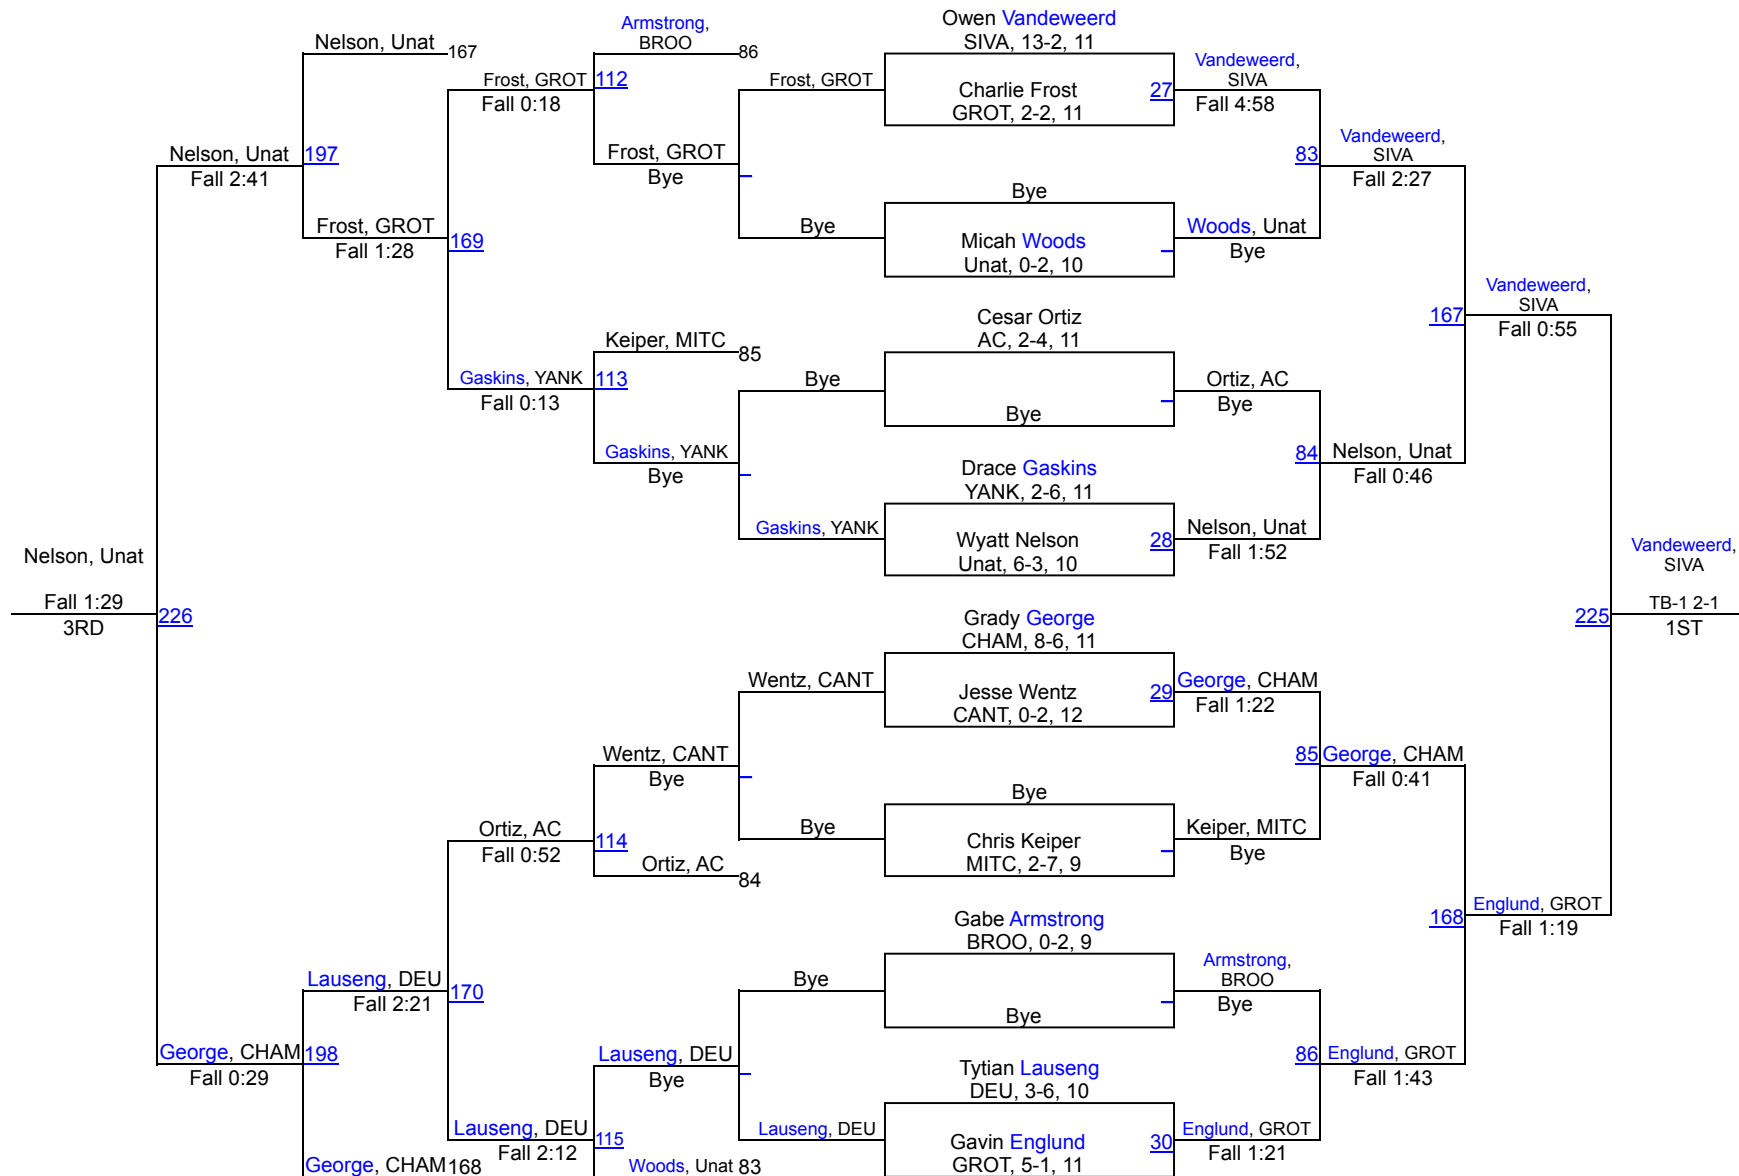 Nelson, Unat
167
Nelson, Unat
Fall 2:41
197
Frost, GROT
Fall 1:28
169
Frost, GROT
Fall 0:18
112
Armstrong,
BROO
86
Frost, GROT
Bye
Frost, GROT
Bye
Gaskins, YANK
Fall 0:13
113
Keiper, MITC
85
Gaskins, YANK
Bye
Bye
Gaskins, YANK
Nelson, Unat
Fall 1:29
3RD
226
George, CHAM
Fall 0:29
198
Lauseng, DEU
Fall 2:21
170
George, CHAM
168
Ortiz, AC
Fall 0:52
114
Wentz, CANT
Bye
Ortiz, AC
84
Wentz, CANT
Bye
Lauseng, DEU
Fall 2:12
115
Lauseng, DEU
Bye
Woods, Unat
83
Bye
Lauseng, DEU
Owen Vandeweerd
SIVA, 13-2, 11
Charlie Frost
GROT, 2-2, 11
27
Bye
Micah Woods
Unat, 0-2, 10
Cesar Ortiz
AC, 2-4, 11
Bye
Drace Gaskins
YANK, 2-6, 11
Wyatt Nelson
Unat, 6-3, 10
28
Grady George
CHAM, 8-6, 11
Jesse Wentz
CANT, 0-2, 12
29
Bye
Chris Keiper
MITC, 2-7, 9
Gabe Armstrong
BROO, 0-2, 9
Bye
Tytian Lauseng
DEU, 3-6, 10
Gavin Englund
GROT, 5-1, 11
30
Vandeweerd,
SIVA
Fall 4:58
83
Woods, Unat
Bye
Ortiz, AC
Bye
84
Nelson, Unat
Fall 1:52
George, CHAM
Fall 1:22
85
Keiper, MITC
Bye
Armstrong,
BROO
Bye
86
Englund, GROT
Fall 1:21
Vandeweerd,
SIVA
Fall 2:27
167
Nelson, Unat
Fall 0:46
George, CHAM
Fall 0:41
168
Englund, GROT
Fall 1:43
Vandeweerd,
SIVA
Fall 0:55
225
Englund, GROT
Fall 1:19
Vandeweerd,
SIVA
TB-1 2-1
1ST